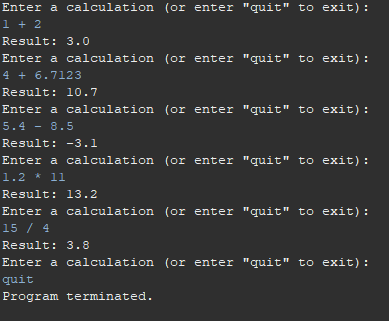 Enter a calculation (or enter "quit" to exit):
1 + 2
Result: 3.0
Enter a calculation (or enter "quit" to exit):
4 + 6.7123
Result: 10.7
Enter a calculation (or enter "quit" to exit):
5.4 - 8.5
Result: -3.1
Enter a calculation (or enter "quit" to exit):
1.2 * 11
Result: 13.2
Enter a calculation (or enter "quit" to exit):
15 / 4
Result: 3.8
Enter a calculation (or enter "quit" to exit):
quit
Program terminated.